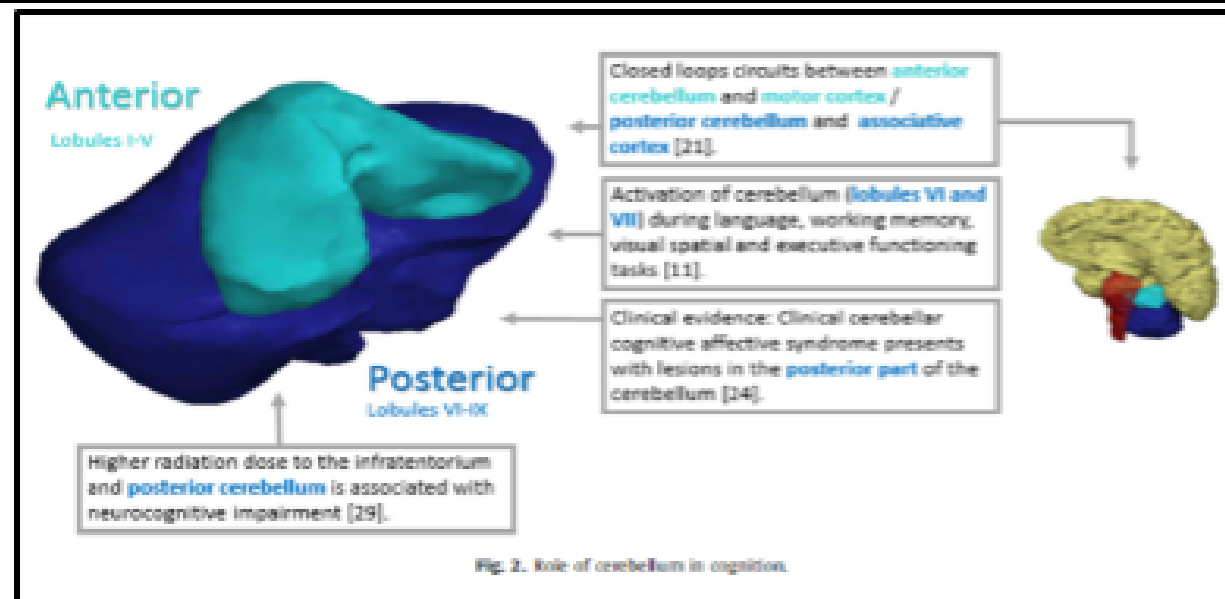 Anterior
Lobules I-V
Closed loops circuits between anterior
cerebellum and motor cortex /
posterior cerebellum and associative
cortex [21].
Activation of cerebellum (lobules VI and
VII) during language, working memory,
visual spatial and executive functioning
tasks [11].
Clinical evidence: Clinical cerebellar
cognitive affective syndrome presents
with lesions in the posterior part of the
cerebellum [24].
Posterior
Lobules VI-IX
Higher radiation dose to the infratentorium
and posterior cerebellum is associated with
neurocognitive impairment [29].
Fig. 2. Role of cerebellum in cognition.